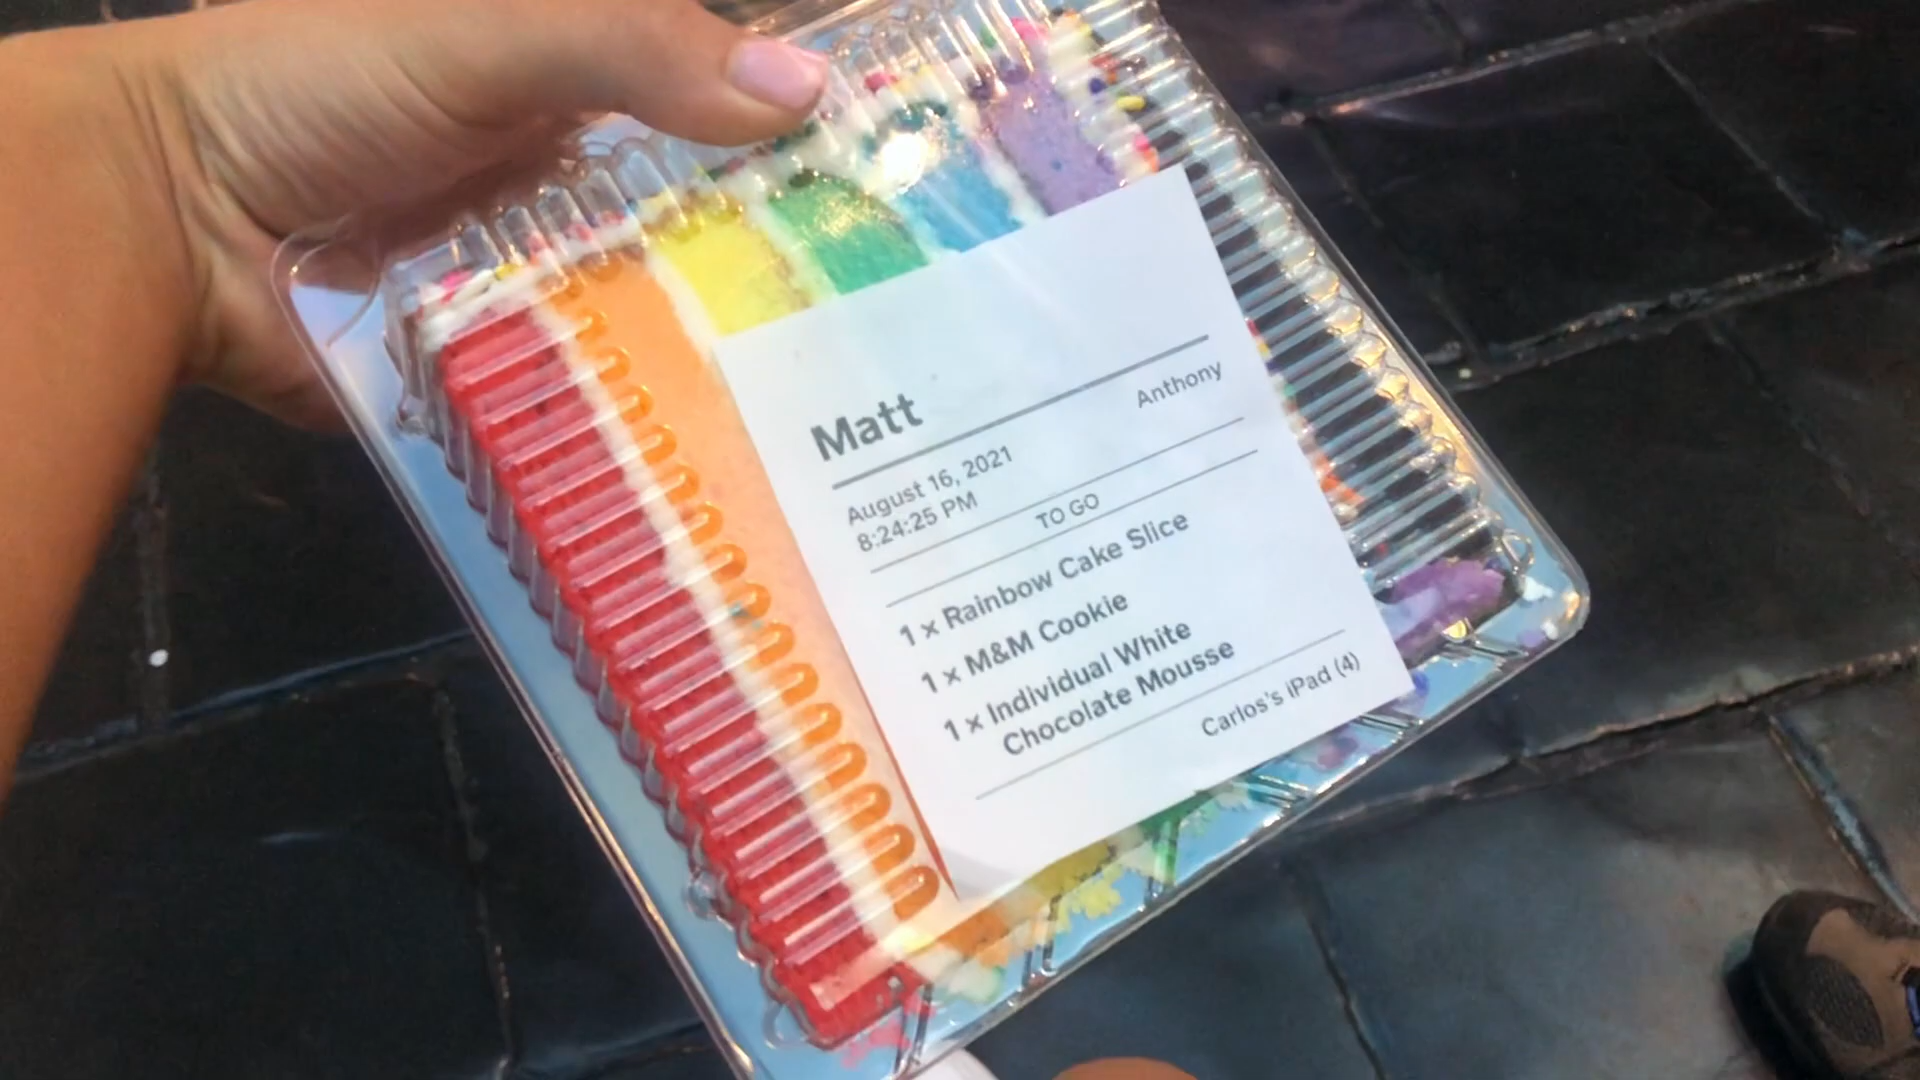 Matt
Anthony
August 16, 2021
8:24:25 PM
TO GO
1 x Rainbow Cake Slice
1 x M&M Cookie
1 x Individual White
Chocolate Mousse
Carlos's iPad (4)